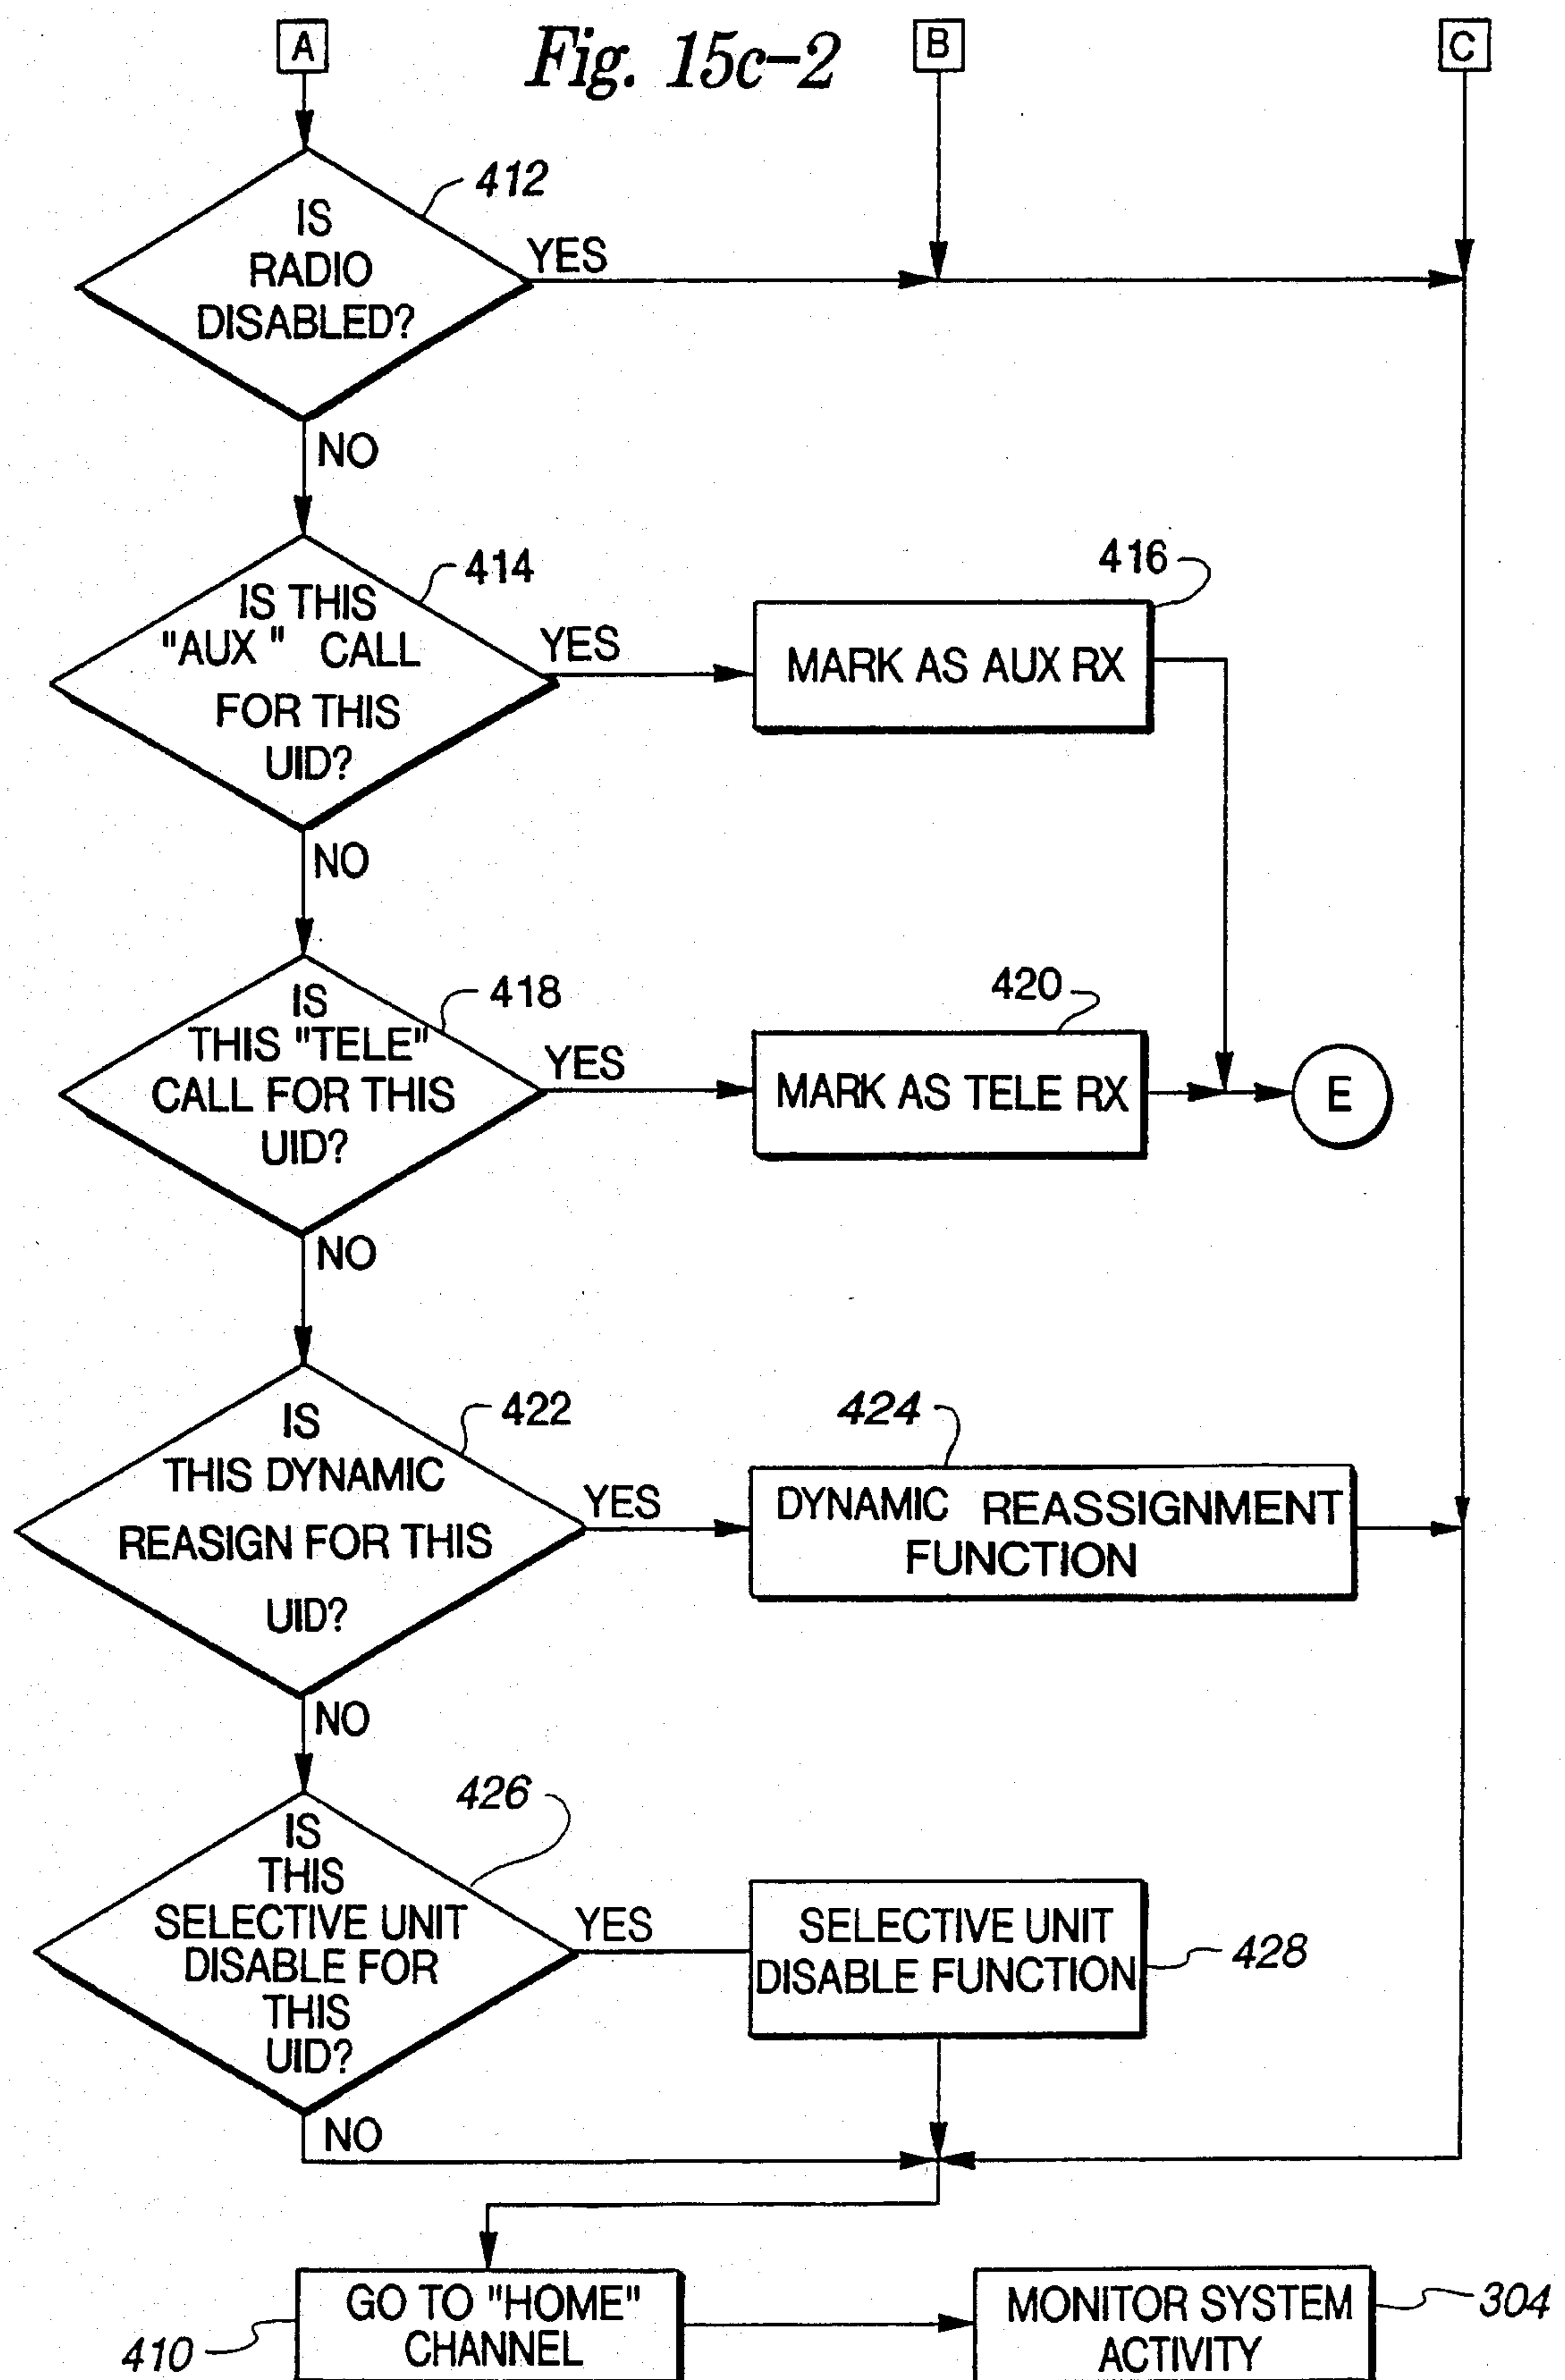 A
Fig. 15c-2
B
C
412
IS
RADIO
DISABLED?
YES
NO
414
IS THIS
"AUX" CALL
FOR THIS
UID?
YES
416
MARK AS AUX RX
NO
418
IS
THIS "TELE"
CALL FOR THIS
UID?
YES
420
MARK AS TELE RX
E
NO
422
IS
THIS DYNAMIC
REASIGN FOR THIS
UID?
YES
424
DYNAMIC REASSIGNMENT
FUNCTION
NO
426
IS
THIS
SELECTIVE UNIT
DISABLE FOR
THIS
UID?
YES
SELECTIVE UNIT
DISABLE FUNCTION
428
NO
GO TO "HOME"
CHANNEL
410
MONITOR SYSTEM
ACTIVITY
304